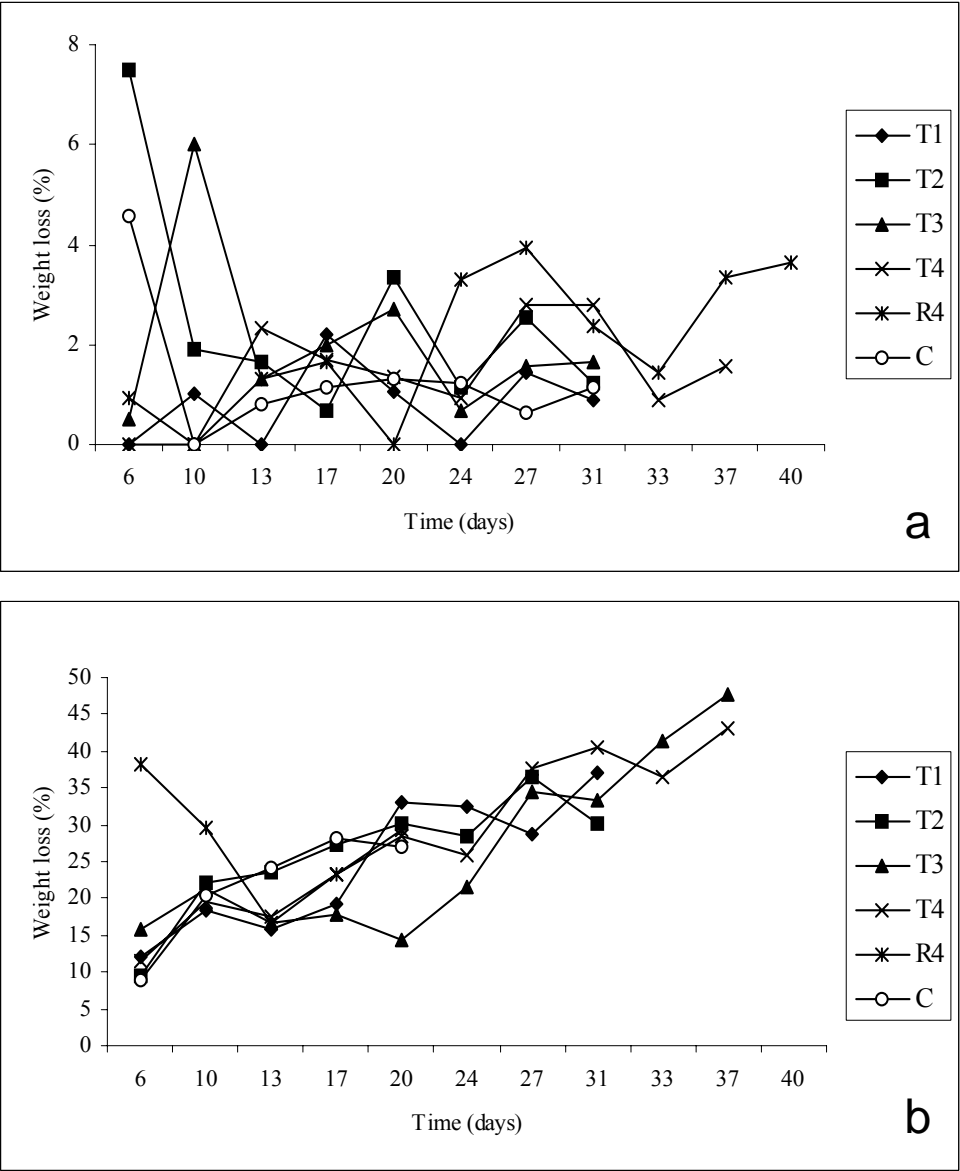 8
6
4
2
0
Weight loss (%)
6 10 13 17 20 24 27 31 33 37 40
Time (days)
T1
T2
T3
T4
R4
C
a
50
45
40
35
30
25
20
15
10
5
0
Weight loss (%)
6 10 13 17 20 24 27 31 33 37 40
Time (days)
T1
T2
T3
T4
R4
C
b